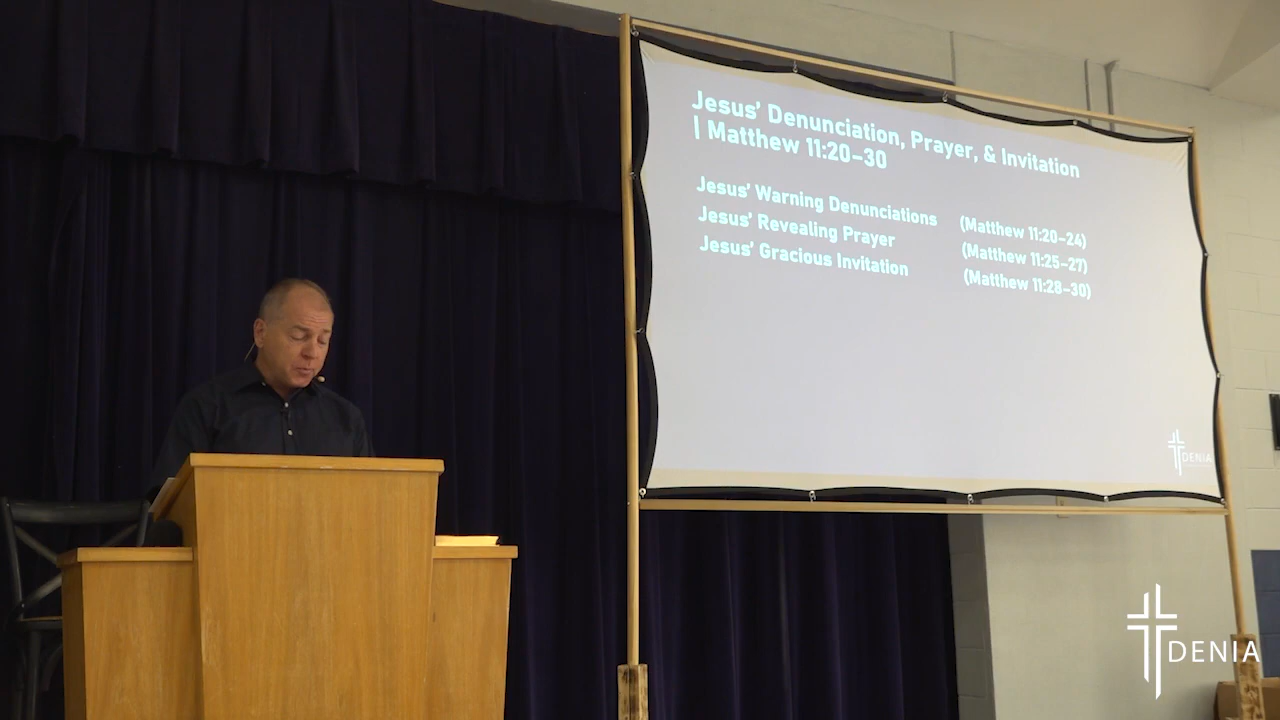 Jesus’ Denunciation, Prayer, & Invitation
| Matthew 11:20–30
Jesus’ Warning Denunciations (Matthew 11:20–24)
Jesus’ Revealing Prayer (Matthew 11:25–27)
Jesus’ Gracious Invitation (Matthew 11:28–30)
DENIA
DENIA